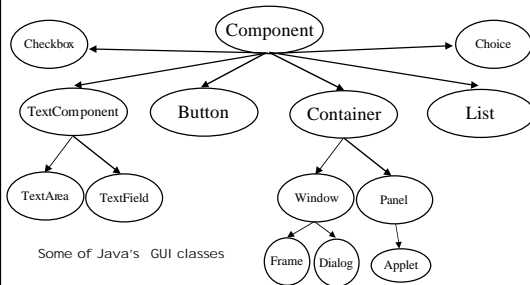 Component
Checkbox
Choice
TextComponent
Button
Container
List
TextArea
TextField
Window
Panel
Some of Java's GUI classes
Frame
Dialog
Applet